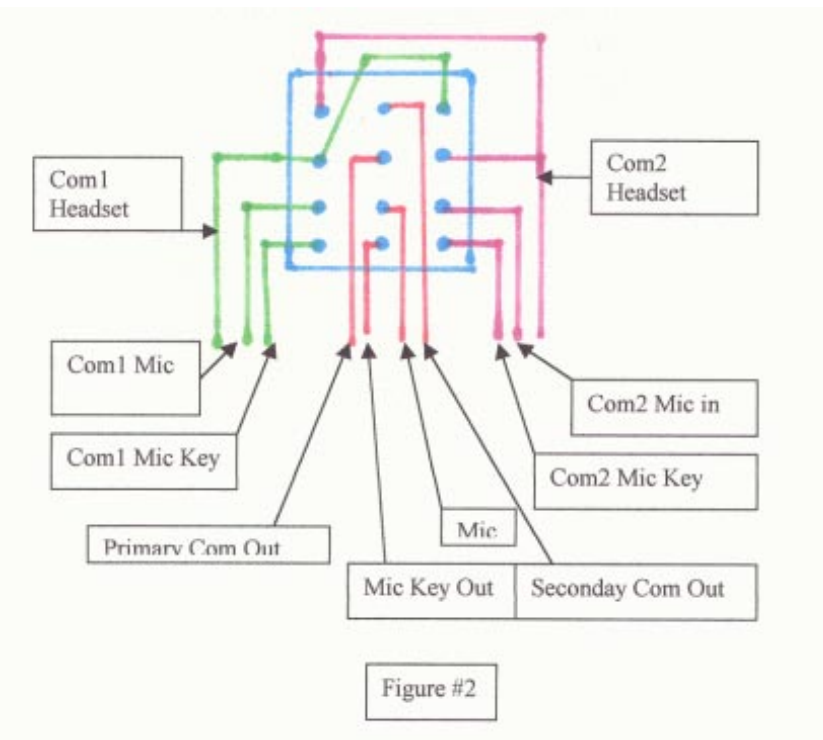 Com1
Headset
Com2
Headset
Com1 Mic
Com2 Mic in
Com1 Mic Key
Com2 Mic Key
Mic
Primary Com Out
Mic Key Out
Seconday Com Out
Figure #2